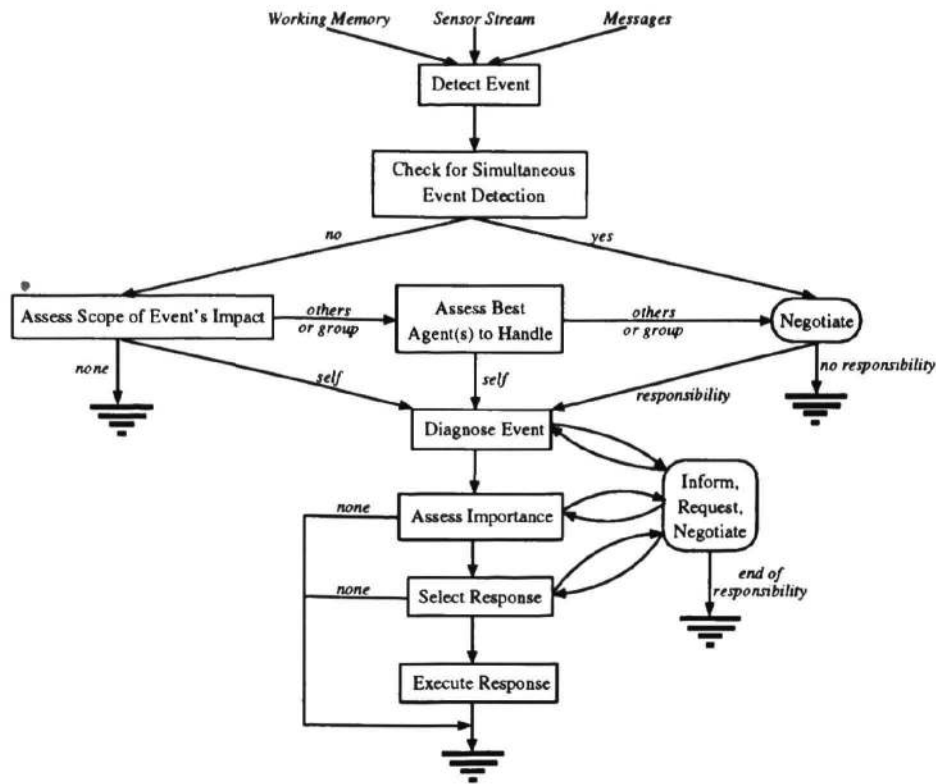 Working Memory
Sensor Stream
Messages
Detect Event
Check for Simultaneous
Event Detection
no
yes
Assess Scope of Event's Impact
others
or group
Assess Best
Agent(s) to Handle
others
or group
Negotiate
none
self
self
responsibility
no responsibility
Diagnose Event
Inform,
Request,
Negotiate
none
Assess Importance
none
Select Response
end of
responsibility
Execute Response